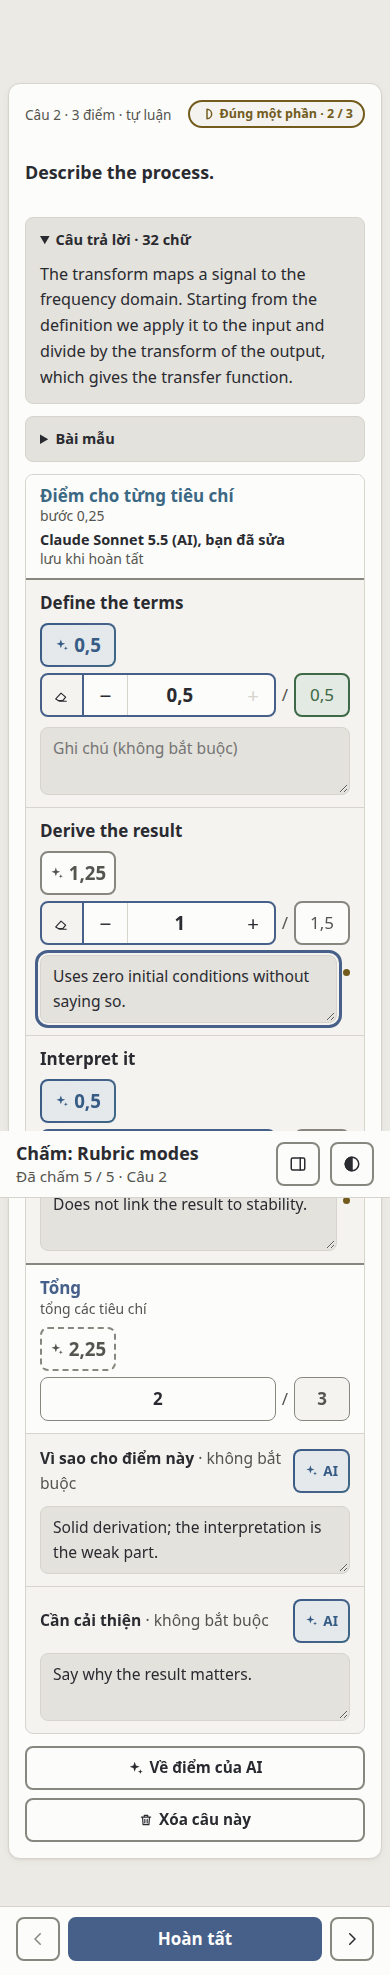 Câu 2 · 3 điểm · tự luận
Đúng một phần · 2 / 3
Describe the process.
Câu trả lời · 32 chữ
The transform maps a signal to the
frequency domain. Starting from the
definition we apply it to the input and
divide by the transform of the output,
which gives the transfer function.
Bài mẫu
Điểm cho từng tiêu chí
bước 0,25
Claude Sonnet 5.5 (AI), bạn đã sửa
lưu khi hoàn tất
Define the terms
0,5
− 0,5 + / 0,5
Ghi chú (không bắt buộc)
Derive the result
1,25
− 1 + / 1,5
Uses zero initial conditions without
saying so.
Interpret it
0,5
Chấm: Rubric modes
Đã chấm 5 / 5 · Câu 2
Does not link the result to stability.
Tổng
tổng các tiêu chí
2,25
2 / 3
Vì sao cho điểm này · không bắt
buộc
AI
Solid derivation; the interpretation is
the weak part.
Cần cải thiện · không bắt buộc
AI
Say why the result matters.
Về điểm của AI
Xóa câu này
Hoàn tất